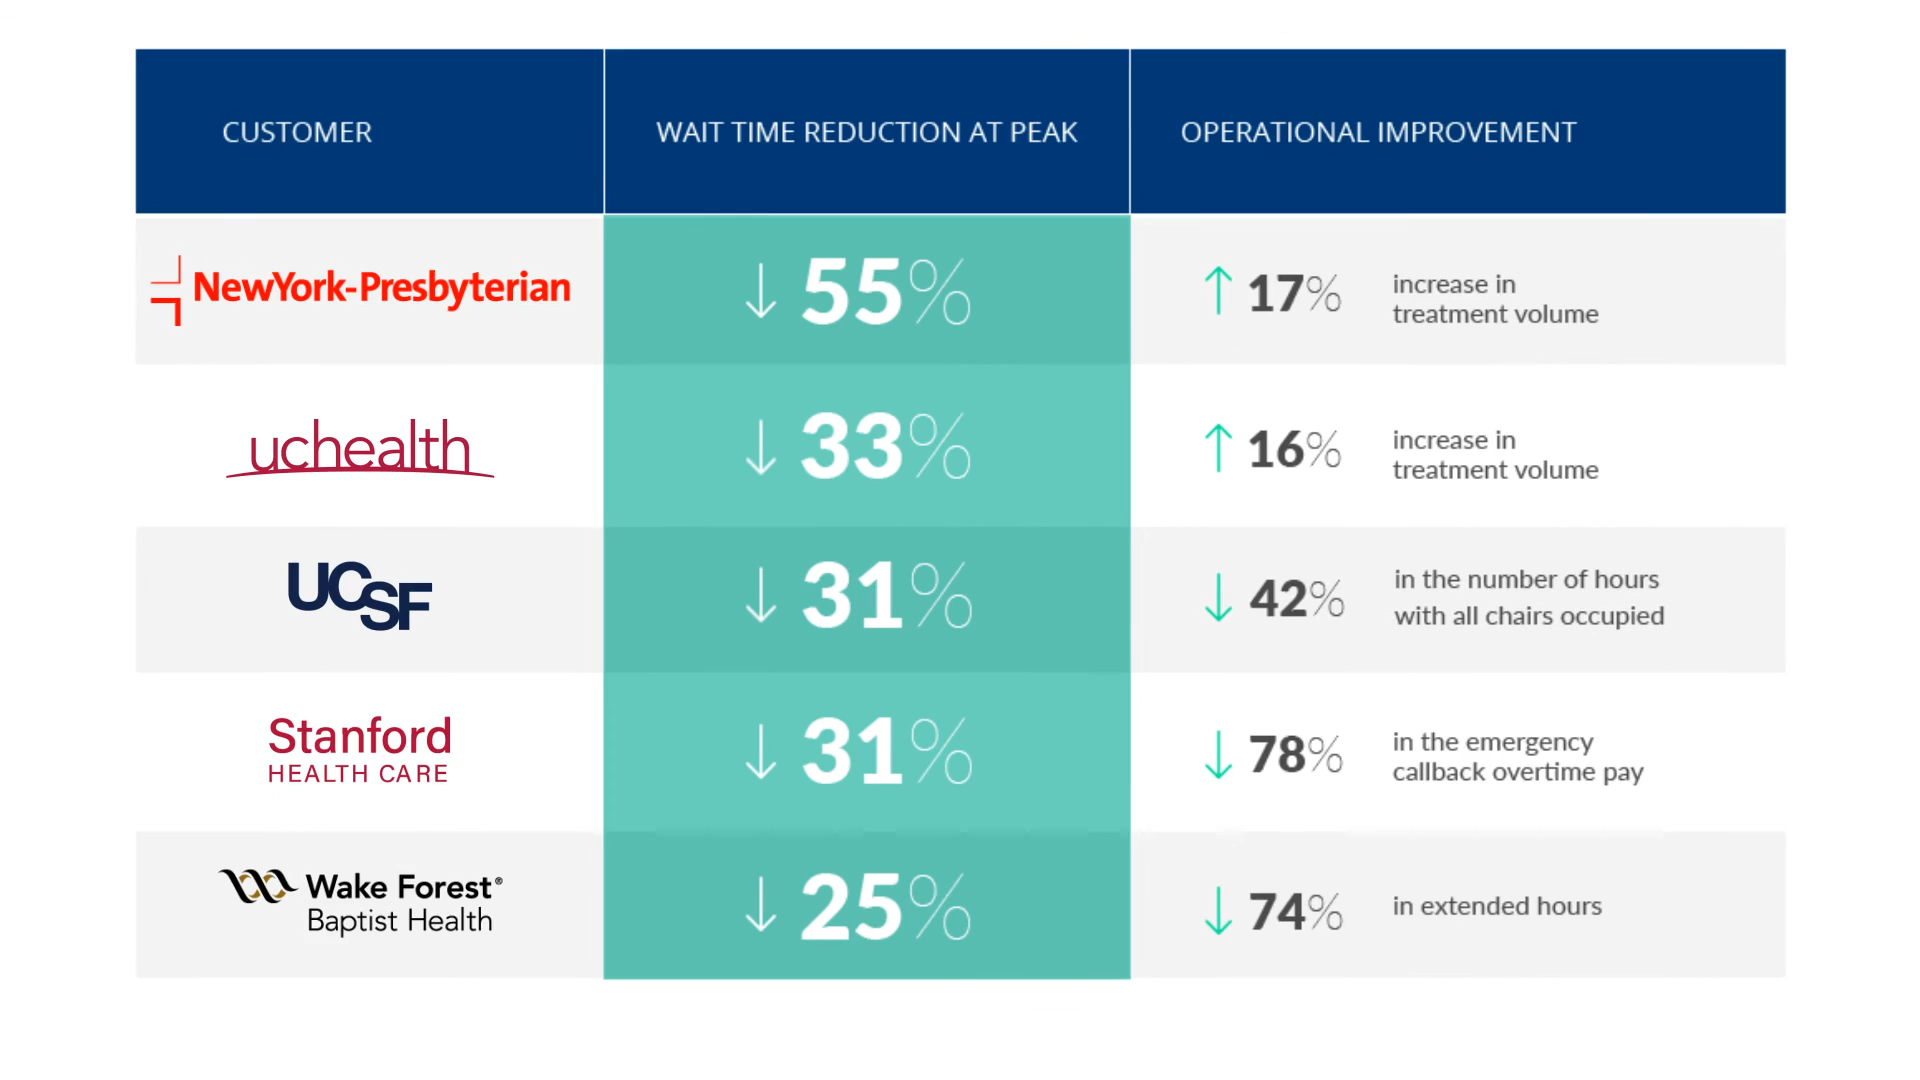 CUSTOMER
WAIT TIME REDUCTION AT PEAK
OPERATIONAL IMPROVEMENT
NewYork-Presbyterian
↓ 55%
↑ 17%
increase in
treatment volume
uchealth
↓ 33%
↑ 16%
increase in
treatment volume
UCSF
↓ 31%
↓ 42%
in the number of hours
with all chairs occupied
Stanford
HEALTH CARE
↓ 31%
↓ 78%
in the emergency
callback overtime pay
Wake Forest®
Baptist Health
↓ 25%
↓ 74%
in extended hours